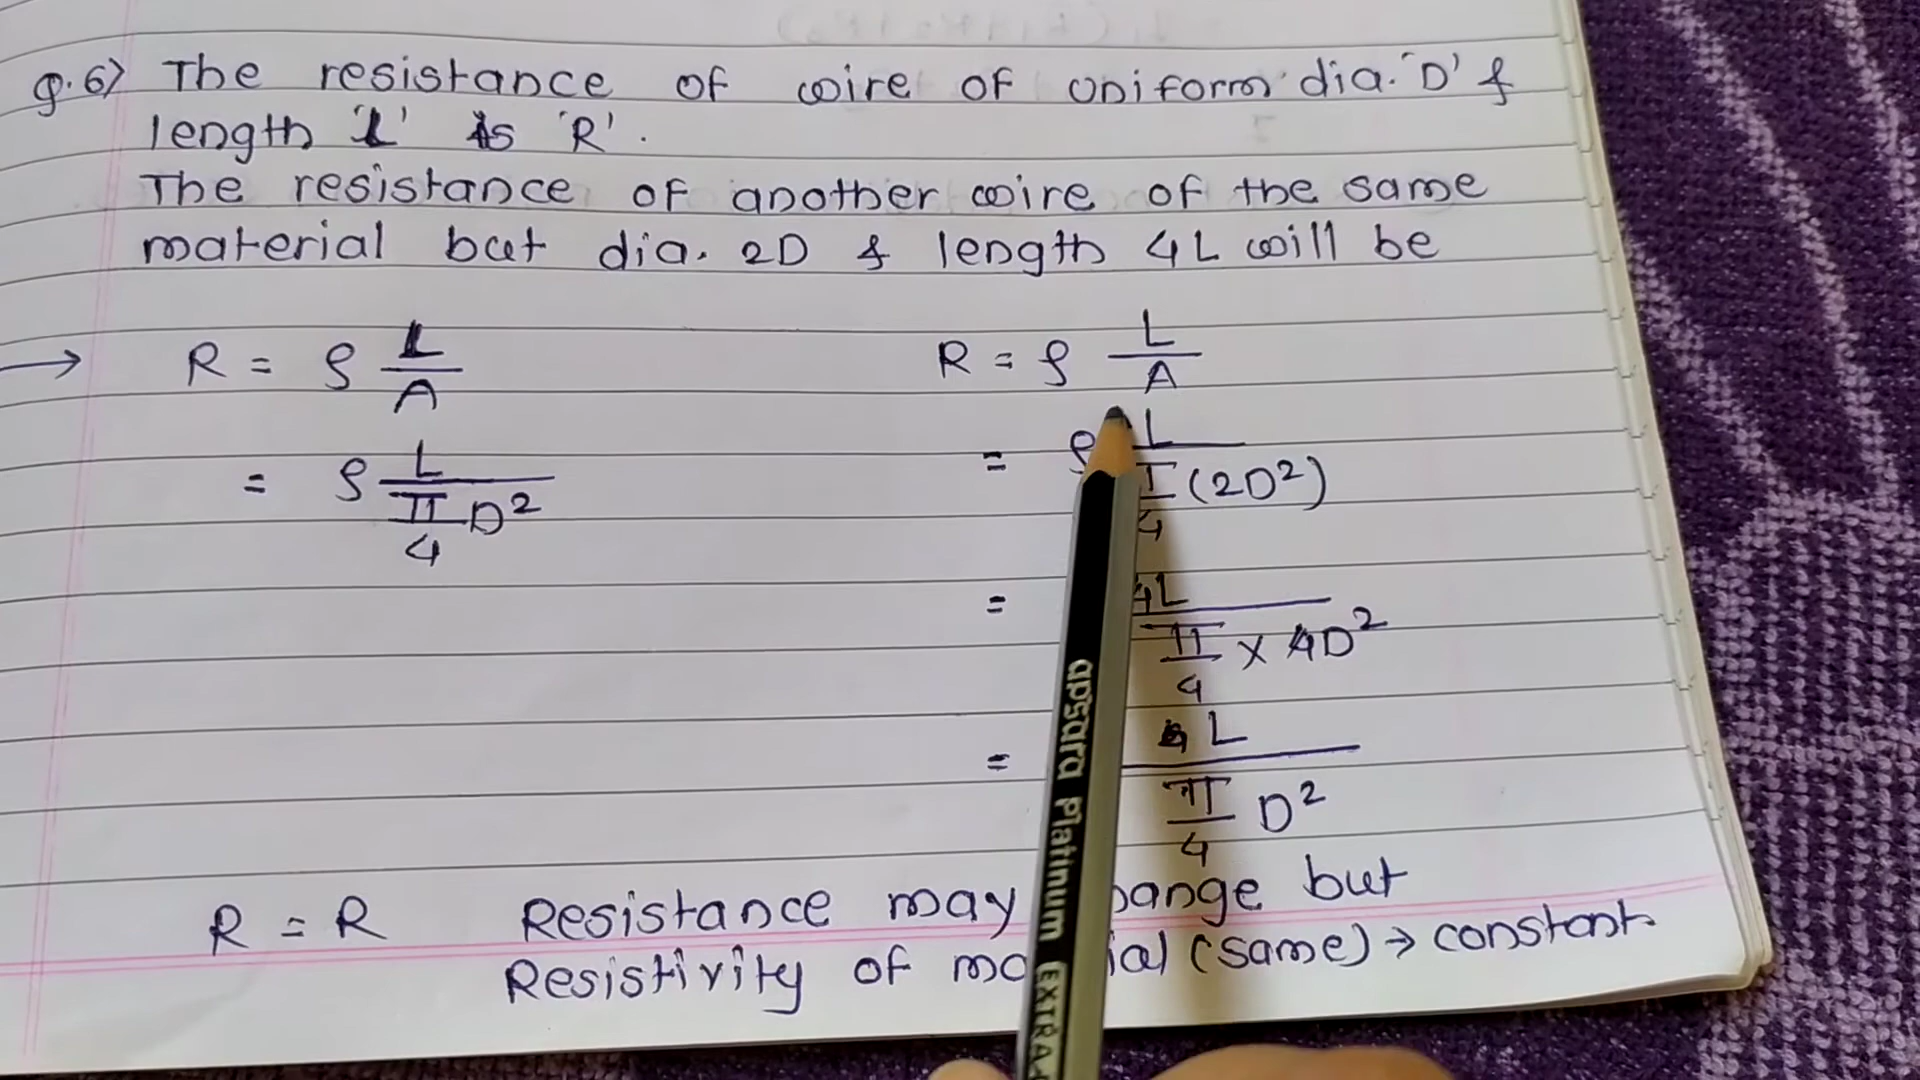 Q.6) The resistance of wire of uniform dia. 'D' &
length 'L' is 'R'.
The resistance of another wire of the same
material but dia. 2D & length 4L will be
→ R = ρ L/A
= ρ L / π/4 D²
R = ρ L/A
= ρ L / π/4 (2D²)
= 4L / π/4 × 4D²
= 4L / π/4 D²
R = R
Resistance may but
Resistivity of (same) → constant.
apsara Platinum EXTRA